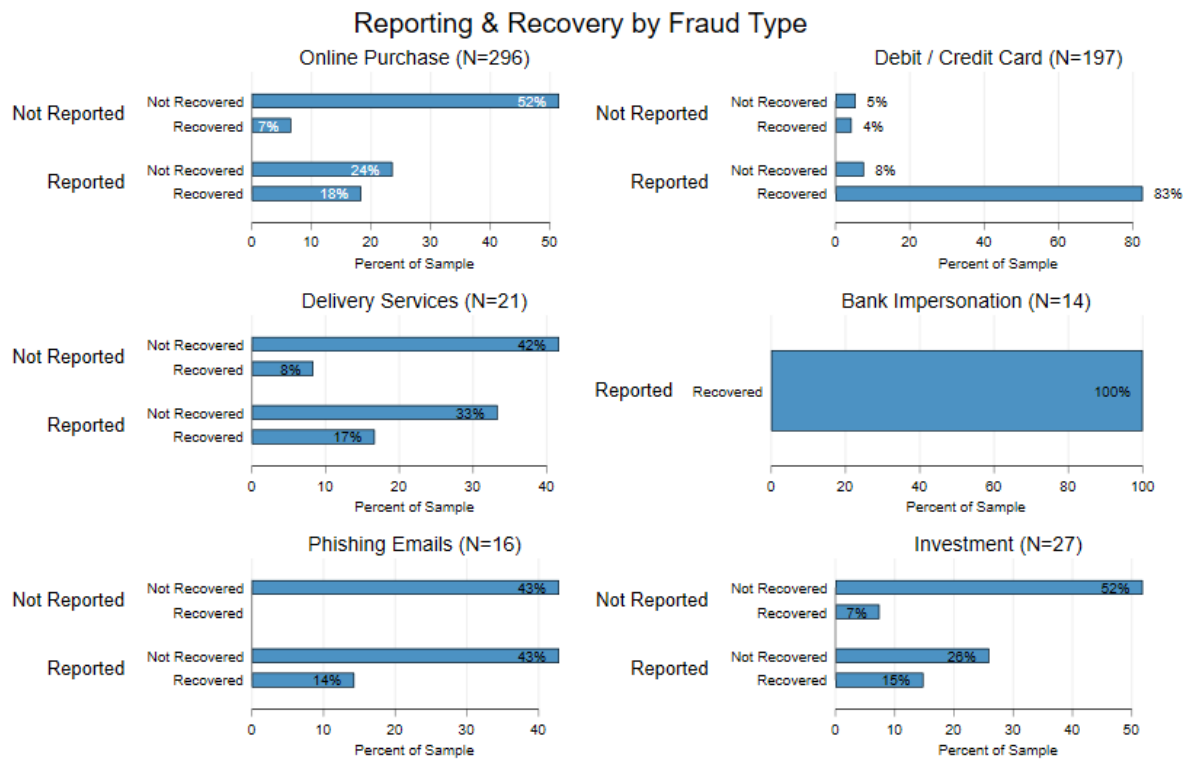 Reporting & Recovery by Fraud Type
Online Purchase (N=296)
Not Reported
Not Recovered 52%
Recovered 7%
Reported
Not Recovered 24%
Recovered 18%
0 10 20 30 40 50
Percent of Sample
Debit / Credit Card (N=197)
Not Reported
Not Recovered 5%
Recovered 4%
Reported
Not Recovered 8%
Recovered 83%
0 20 40 60 80
Percent of Sample
Delivery Services (N=21)
Not Reported
Not Recovered 42%
Recovered 8%
Reported
Not Recovered 33%
Recovered 17%
0 10 20 30 40
Percent of Sample
Bank Impersonation (N=14)
Reported
Recovered 100%
0 20 40 60 80 100
Percent of Sample
Phishing Emails (N=16)
Not Reported
Not Recovered 43%
Recovered
Reported
Not Recovered 43%
Recovered 14%
0 10 20 30 40
Percent of Sample
Investment (N=27)
Not Reported
Not Recovered 52%
Recovered 7%
Reported
Not Recovered 26%
Recovered 15%
0 10 20 30 40 50
Percent of Sample